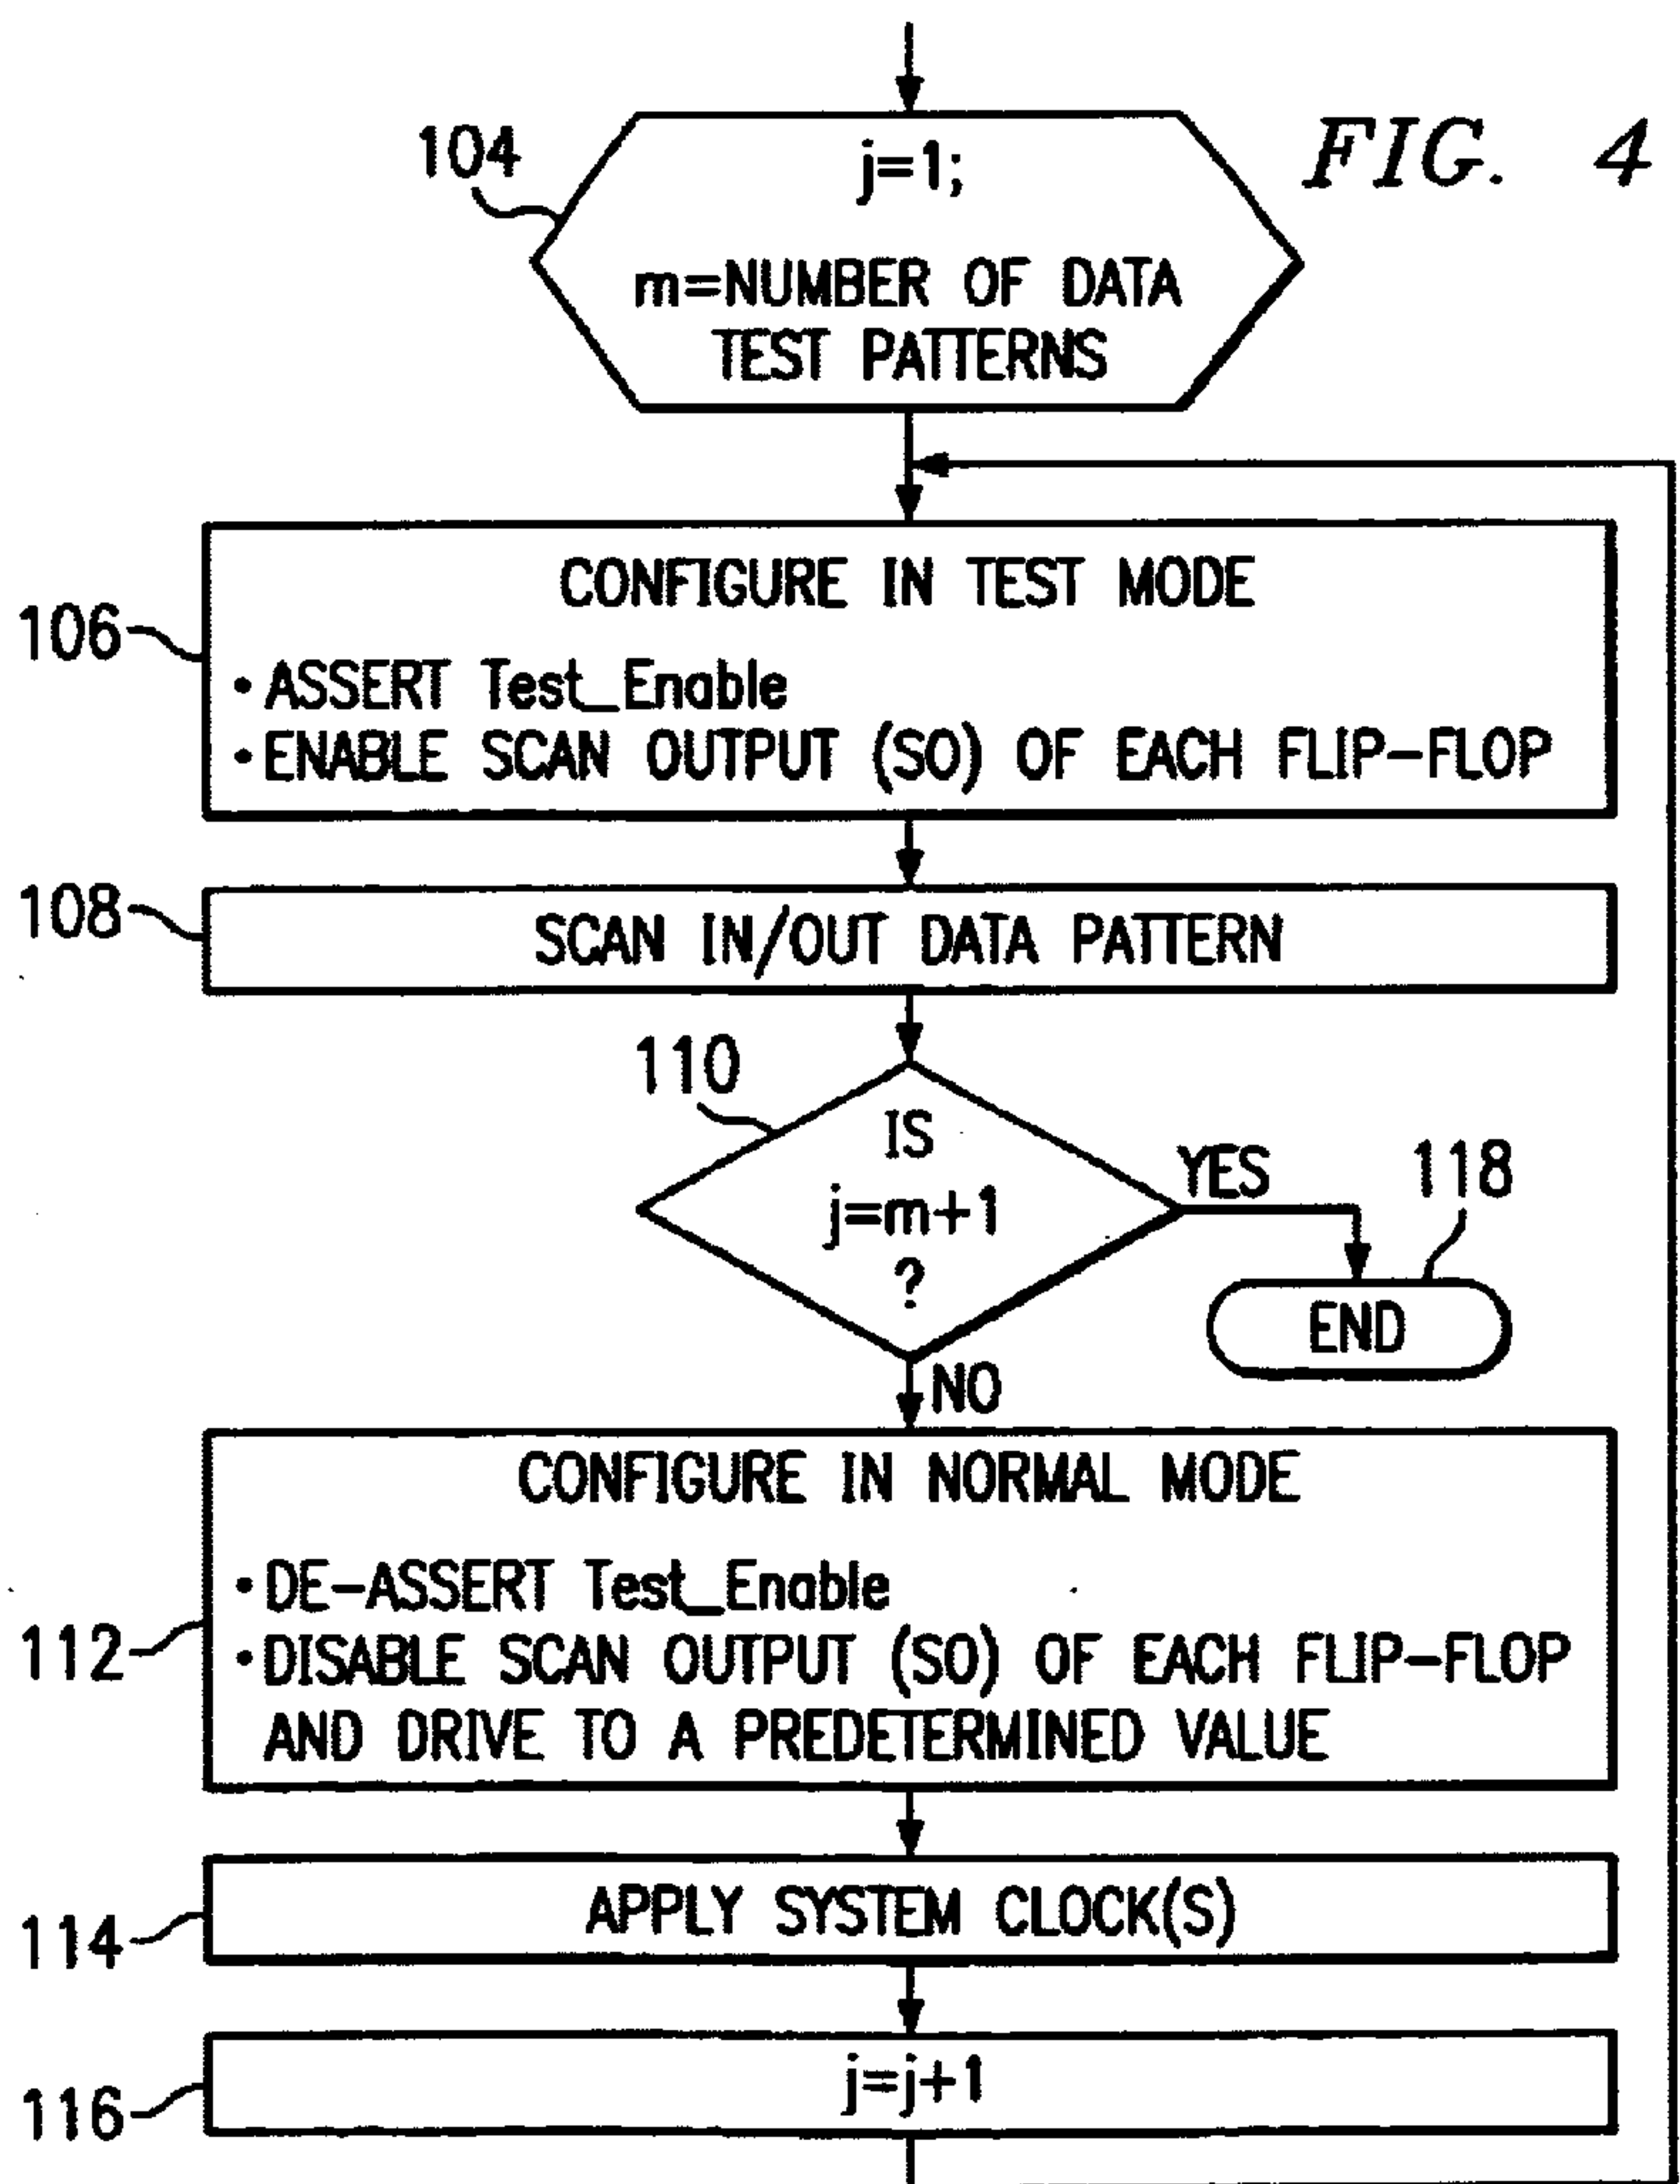 FIG. 4
104
j=1;
m=NUMBER OF DATA
TEST PATTERNS
106
CONFIGURE IN TEST MODE
• ASSERT Test_Enable
• ENABLE SCAN OUTPUT (SO) OF EACH FLIP-FLOP
108
SCAN IN/OUT DATA PATTERN
110
IS
j=m+1
?
YES
118
END
NO
CONFIGURE IN NORMAL MODE
112
• DE-ASSERT Test_Enable
• DISABLE SCAN OUTPUT (SO) OF EACH FLIP-FLOP
AND DRIVE TO A PREDETERMINED VALUE
114
APPLY SYSTEM CLOCK(S)
116
j=j+1